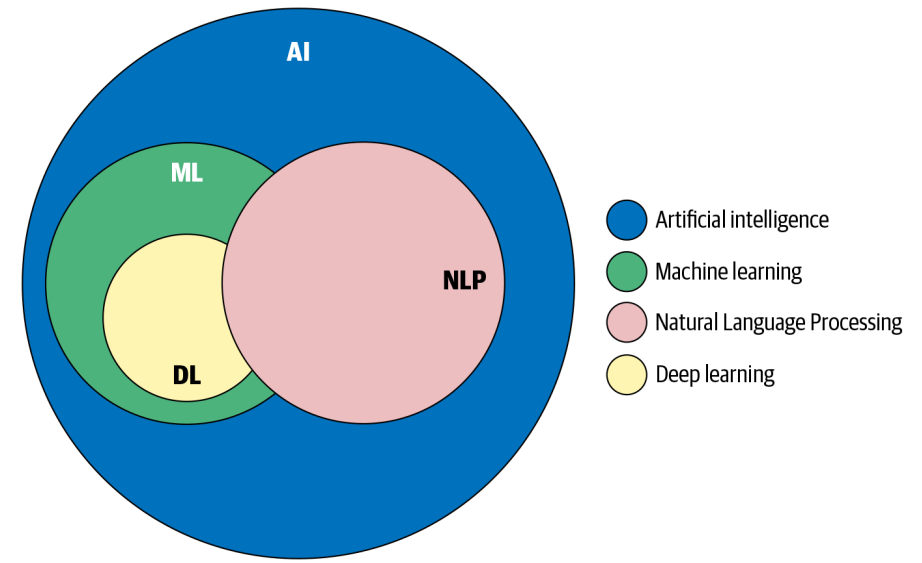 AI
ML
NLP
DL
Artificial intelligence
Machine learning
Natural Language Processing
Deep learning